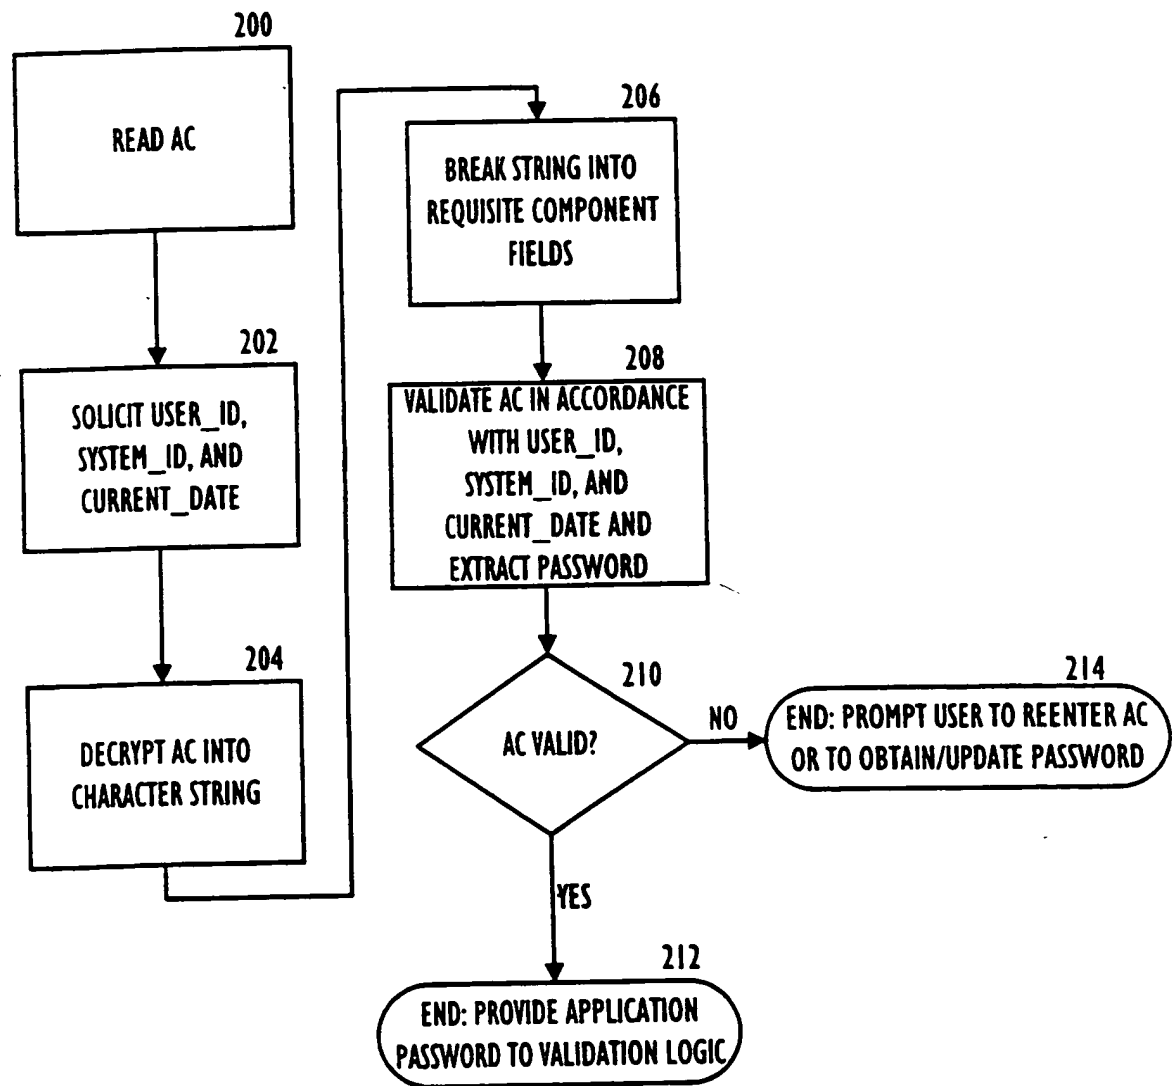 200
READ AC
202
SOLICIT USER_ID,
SYSTEM_ID, AND
CURRENT_DATE
204
DECRYPT AC INTO
CHARACTER STRING
206
BREAK STRING INTO
REQUISITE COMPONENT
FIELDS
208
VALIDATE AC IN ACCORDANCE
WITH USER_ID,
SYSTEM_ID, AND
CURRENT_DATE AND
EXTRACT PASSWORD
210
AC VALID?
NO
214
END: PROMPT USER TO REENTER AC
OR TO OBTAIN/UPDATE PASSWORD
YES
212
END: PROVIDE APPLICATION
PASSWORD TO VALIDATION LOGIC